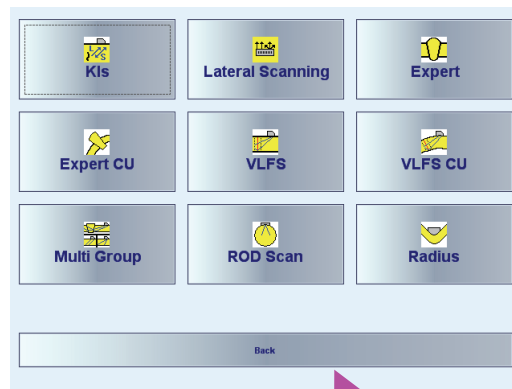 Kls
Lateral Scanning
Expert
Expert CU
VLFS
VLFS CU
Multi Group
ROD Scan
Radius
Back